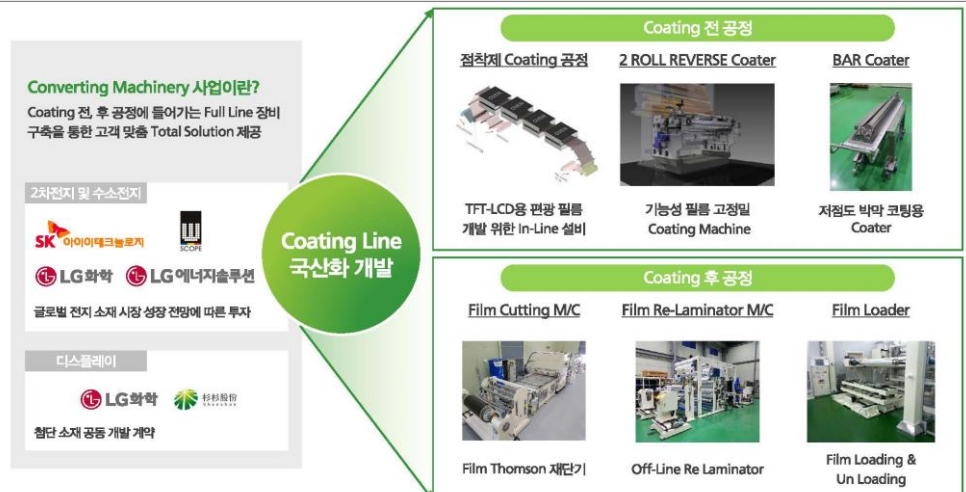 Converting Machinery 사업이란?
Coating 전, 후 공정에 들어가는 Full Line 장비
구축을 통한 고객 맞춤 Total Solution 제공
2차전지 및 수소전지
SK 아이이테크놀로지
SCOPE
LG화학
LG에너지솔루션
글로벌 전지 소재 시장 성장 전망에 따른 투자
디스플레이
LG화학
杉杉股份
첨단 소재 공동 개발 계약
Coating Line
국산화 개발
Coating 전 공정
점착제 Coating 공정
TFT-LCD용 편광 필름
개발 위한 In-Line 설비
2 ROLL REVERSE Coater
기능성 필름 고정밀
Coating Machine
BAR Coater
저점도 박막 코팅용
Coater
Coating 후 공정
Film Cutting M/C
Film Thomson 재단기
Film Re-Laminator M/C
Off-Line Re Laminator
Film Loader
Film Loading &
Un Loading